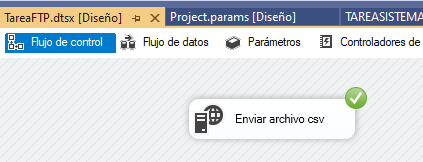 TareaFTP.dtsx [Diseño] Project.params [Diseño] TAREASISTEMA
Flujo de control Flujo de datos Parámetros Controladores de
Enviar archivo csv